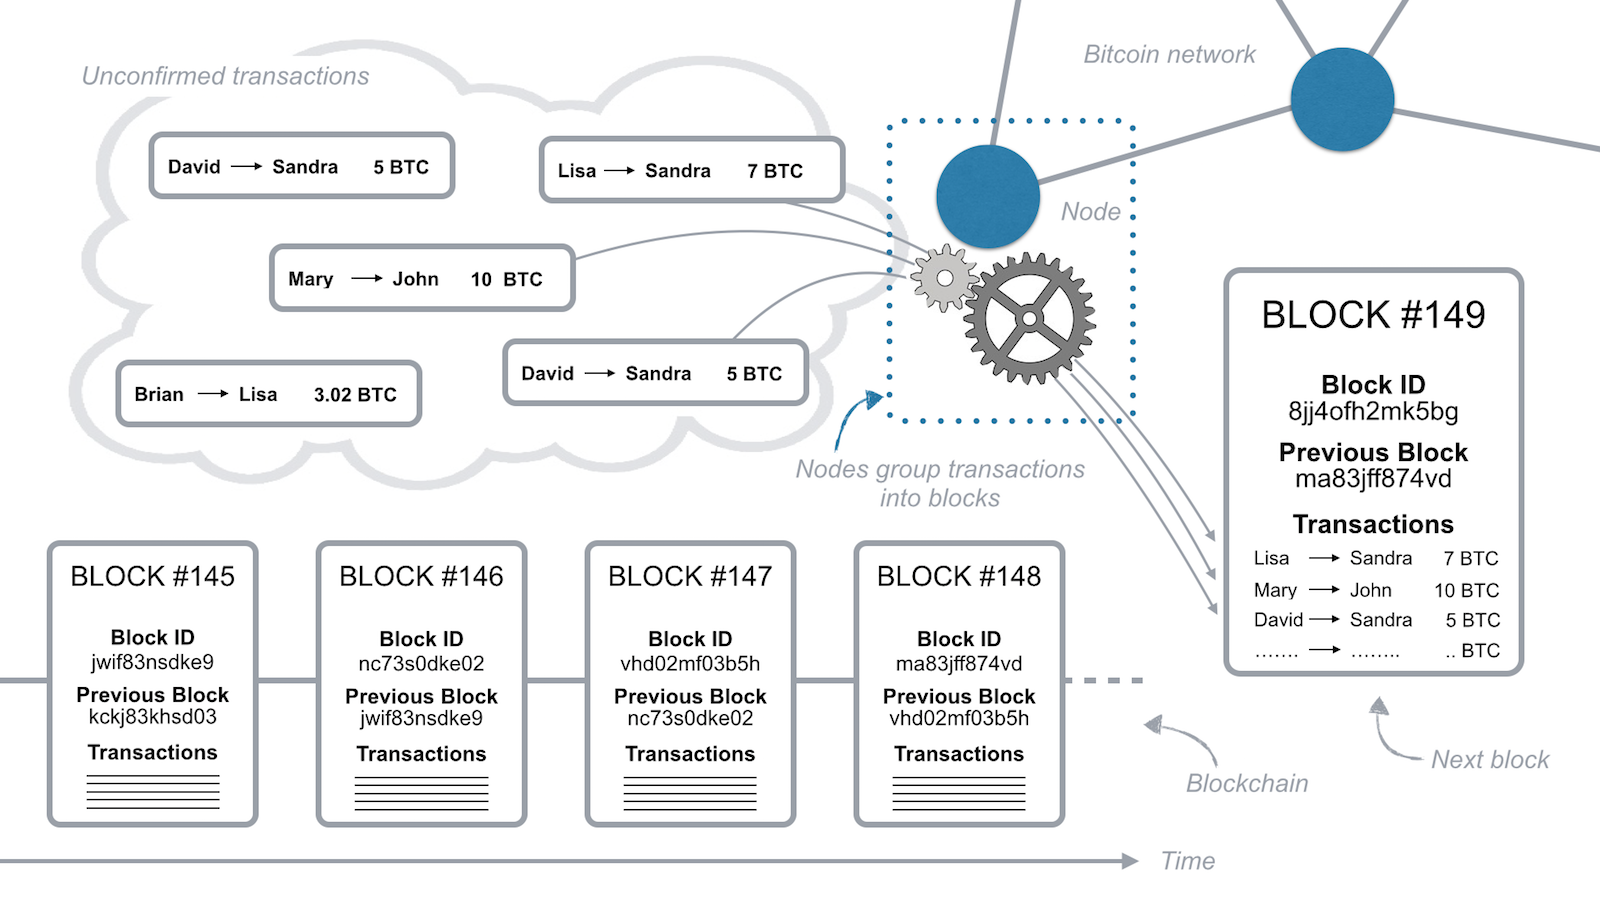 Unconfirmed transactions
Bitcoin network
David → Sandra 5 BTC
Lisa → Sandra 7 BTC
Node
Mary → John 10 BTC
David → Sandra 5 BTC
Brian → Lisa 3.02 BTC
Nodes group transactions
into blocks
BLOCK #149
Block ID
8jj4ofh2mk5bg
Previous Block
ma83jff874vd
Transactions
Lisa → Sandra 7 BTC
Mary → John 10 BTC
David → Sandra 5 BTC
....... → ........ .. BTC
BLOCK #145
Block ID
jwif83nsdke9
Previous Block
kckj83khsd03
Transactions
BLOCK #146
Block ID
nc73s0dke02
Previous Block
jwif83nsdke9
Transactions
BLOCK #147
Block ID
vhd02mf03b5h
Previous Block
nc73s0dke02
Transactions
BLOCK #148
Block ID
ma83jff874vd
Previous Block
vhd02mf03b5h
Transactions
Blockchain
Next block
Time